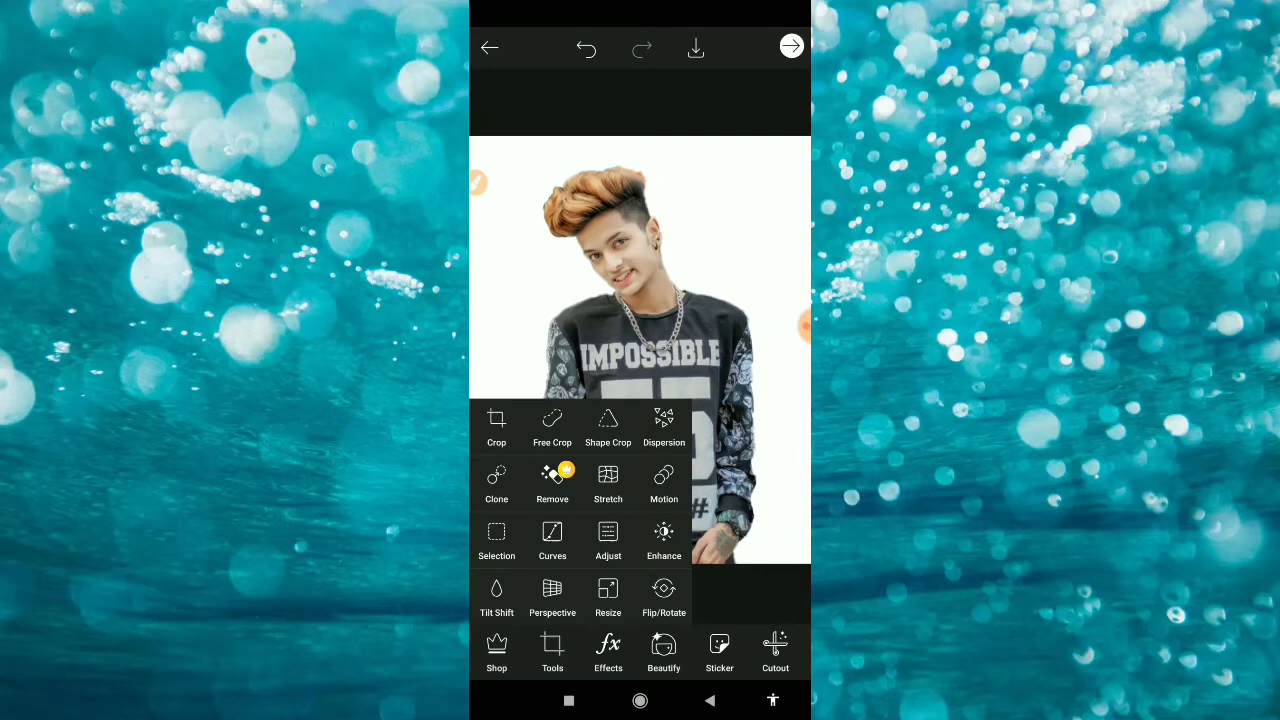 IMPOSSIBLE
#
Crop Free Crop Shape Crop Dispersion
Clone Remove Stretch Motion
Selection Curves Adjust Enhance
Tilt Shift Perspective Resize Flip/Rotate
fx
Shop Tools Effects Beautify Sticker Cutout